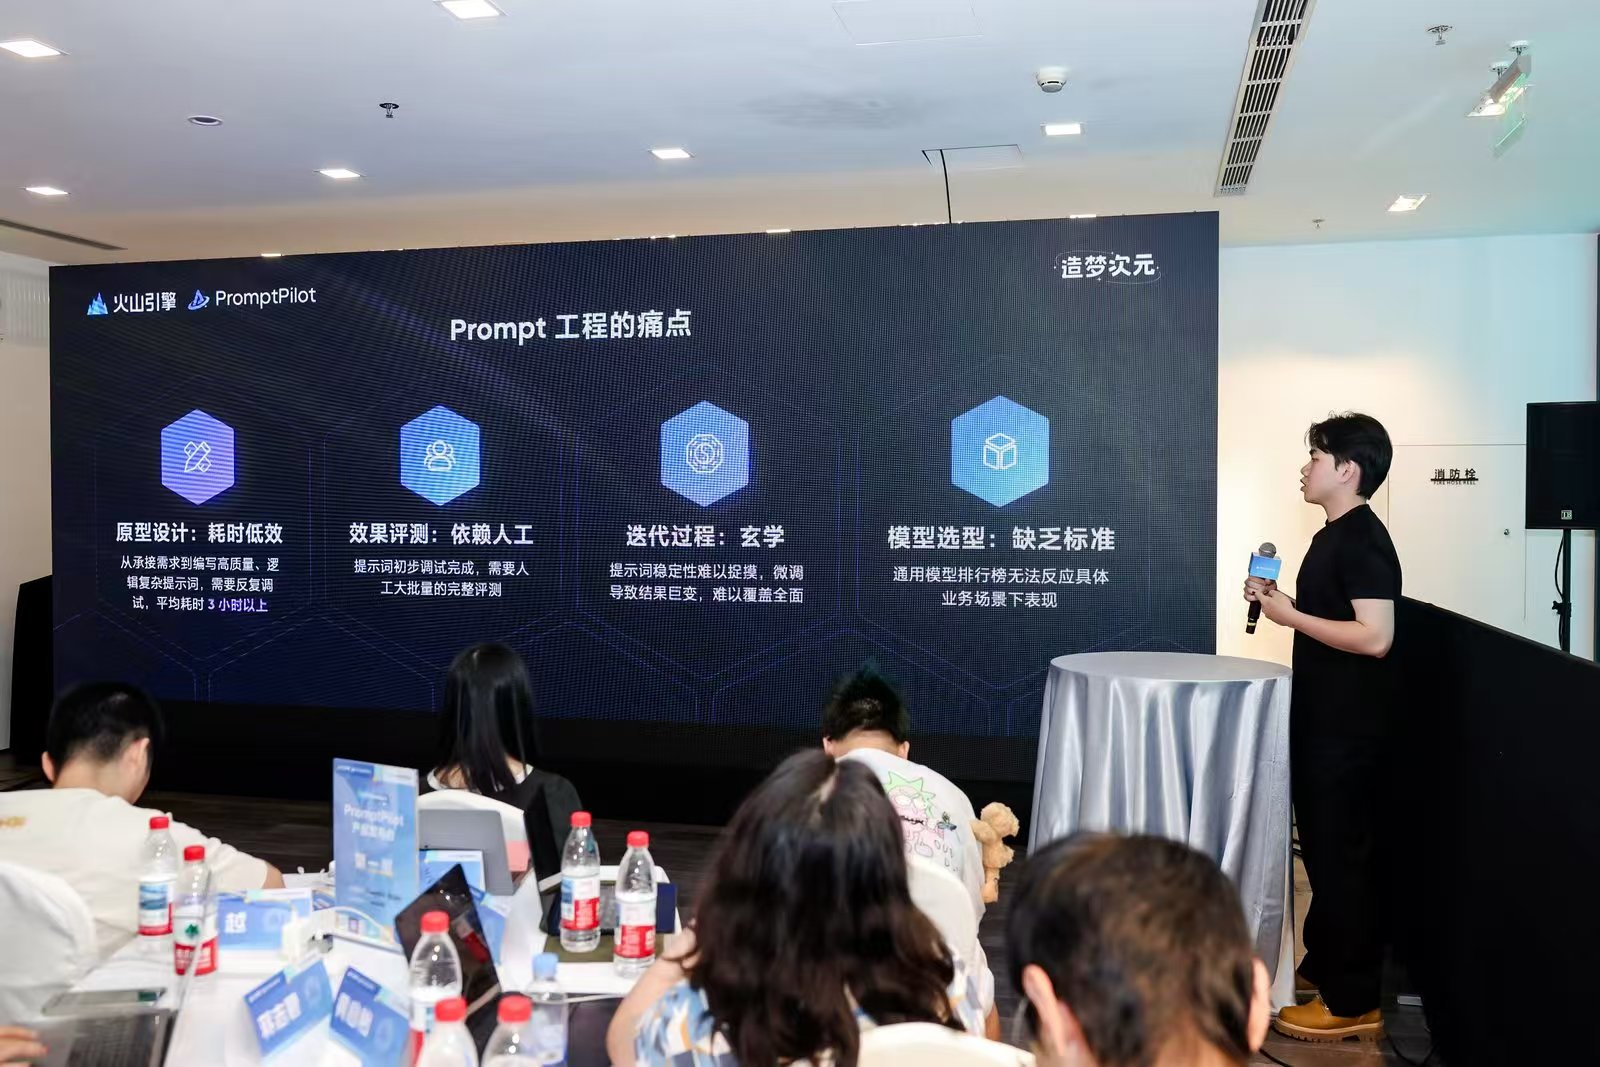 火山引擎 PromptPilot
造梦次元
Prompt 工程的痛点
原型设计：耗时低效
从承接需求到编写高质量、逻
辑复杂提示词，需要反复调
试，平均耗时 3 小时以上
效果评测：依赖人工
提示词初步调试完成，需要人
工大批量的完整评测
迭代过程：玄学
提示词稳定性难以捉摸，微调
导致结果巨变，难以覆盖全面
模型选型：缺乏标准
通用模型排行榜无法反应具体
业务场景下表现
消防栓
FIRE HOSE REEL
PromptPilot
越